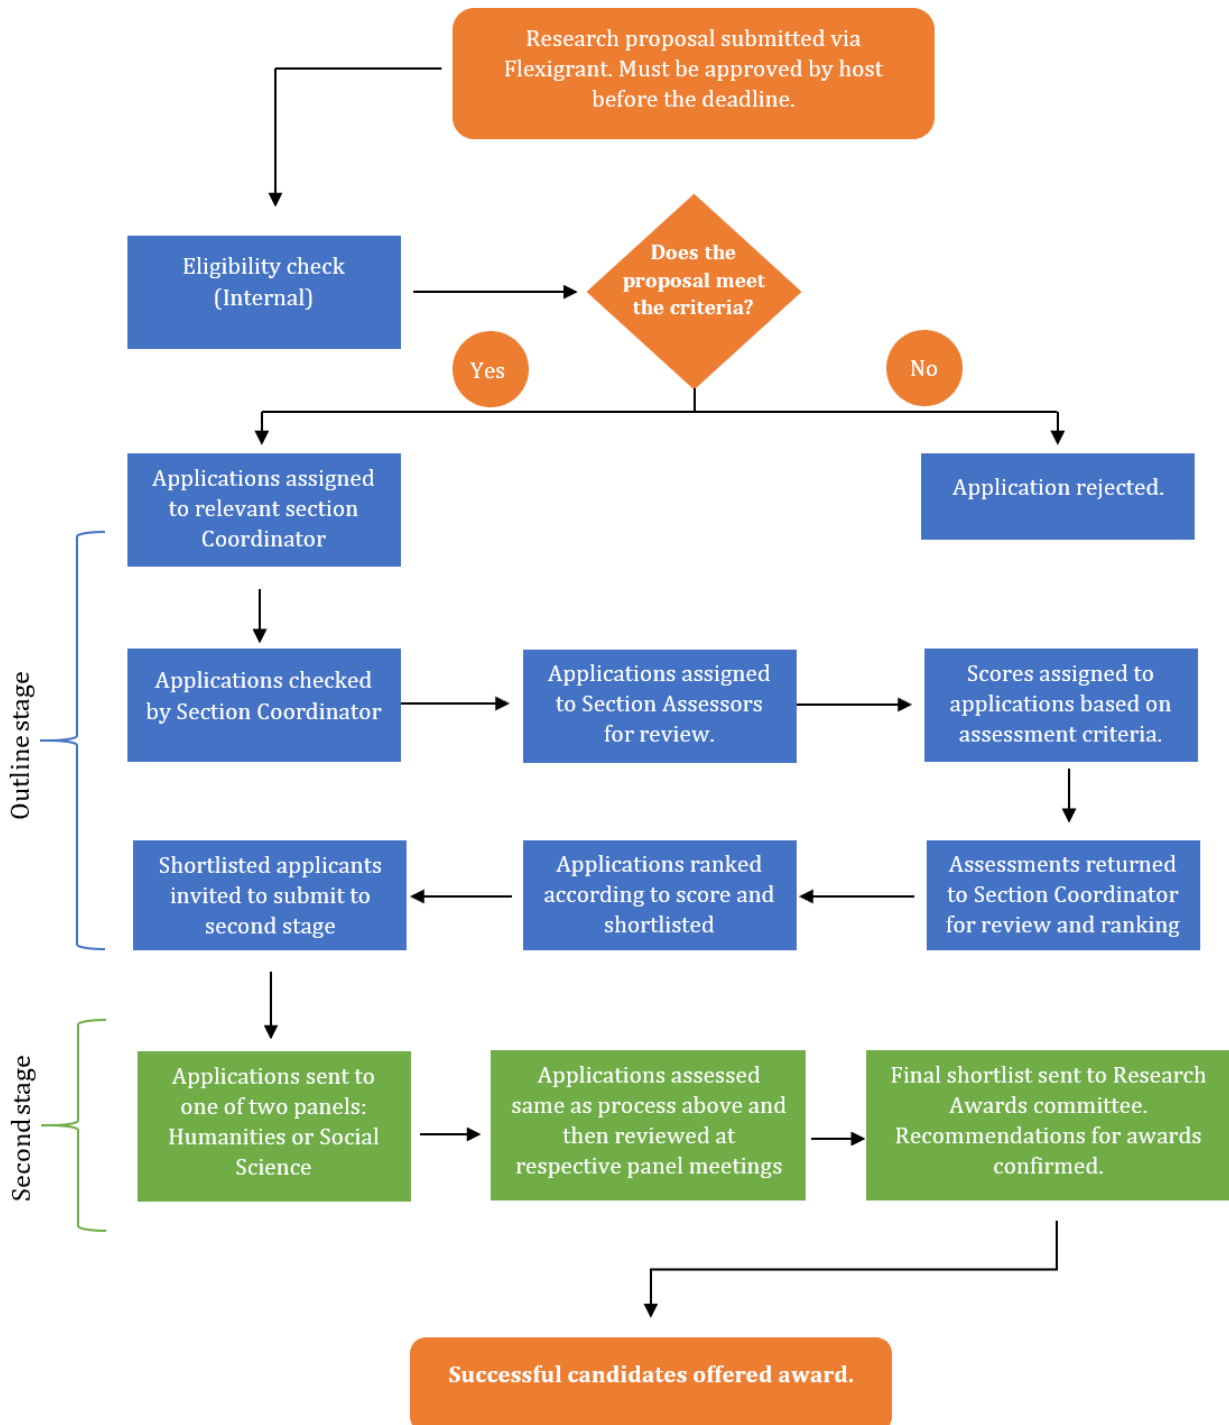 Research proposal submitted via
Flexigrant. Must be approved by host
before the deadline.
Eligibility check
(Internal)
Does the
proposal meet
the criteria?
Yes
No
Applications assigned
to relevant section
Coordinator
Application rejected.
Outline stage
Applications checked
by Section Coordinator
Applications assigned
to Section Assessors
for review.
Scores assigned to
applications based on
assessment criteria.
Shortlisted applicants
invited to submit to
second stage
Applications ranked
according to score and
shortlisted
Assessments returned
to Section Coordinator
for review and ranking
Second stage
Applications sent to
one of two panels:
Humanities or Social
Science
Applications assessed
same as process above and
then reviewed at
respective panel meetings
Final shortlist sent to Research
Awards committee.
Recommendations for awards
confirmed.
Successful candidates offered award.